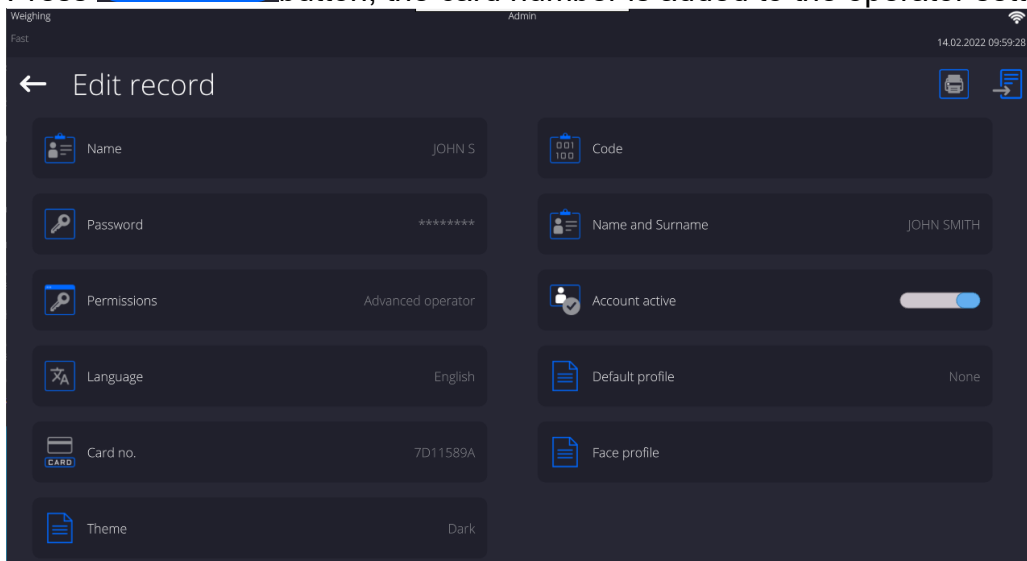 button, the card number is added to the operator
Weighing Admin
Fast 14.02.2022 09:59:28
Edit record
Name JOHN S 001 100 Code
Password ******** Name and Surname JOHN SMITH
Permissions Advanced operator Account active
Language English Default profile None
CARD Card no. 7D11589A Face profile
Theme Dark